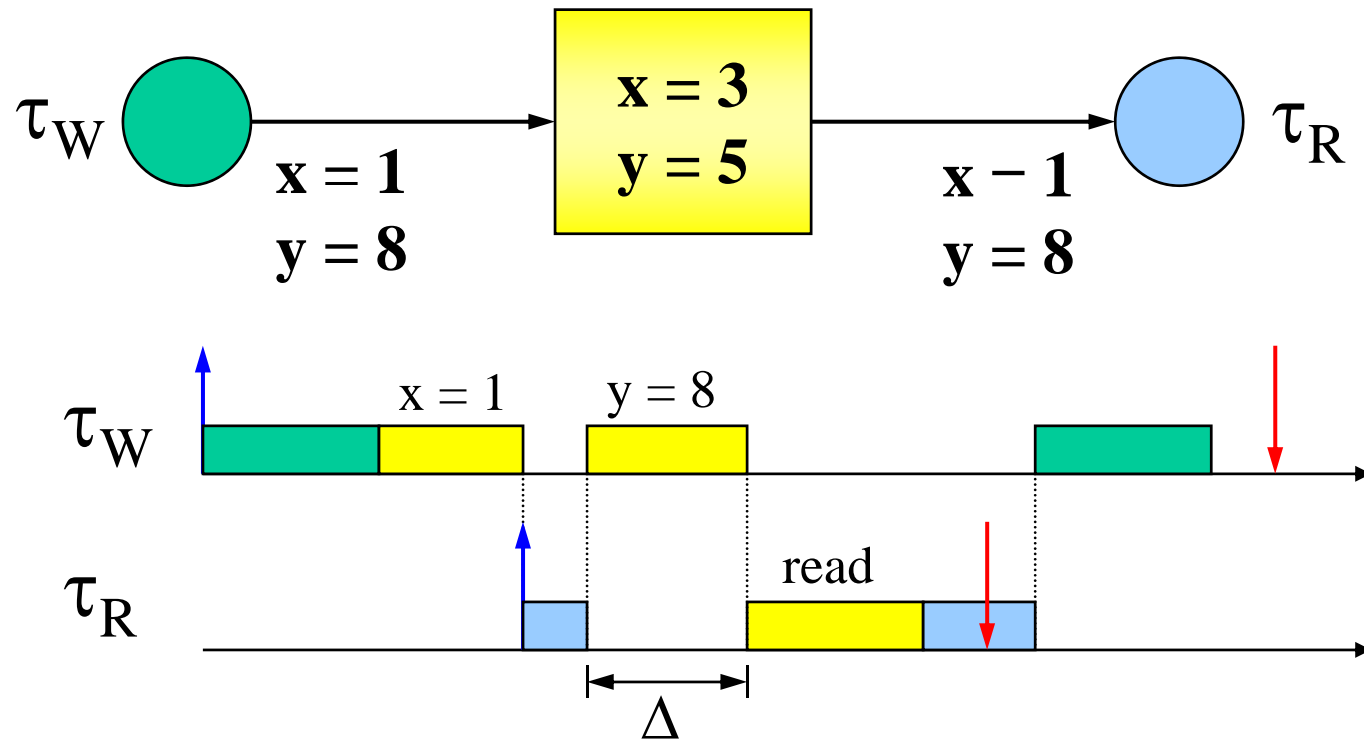 τW
x = 1
y = 8
x = 3
y = 5
x − 1
y = 8
τR
τW
x = 1
y = 8
τR
read
Δ